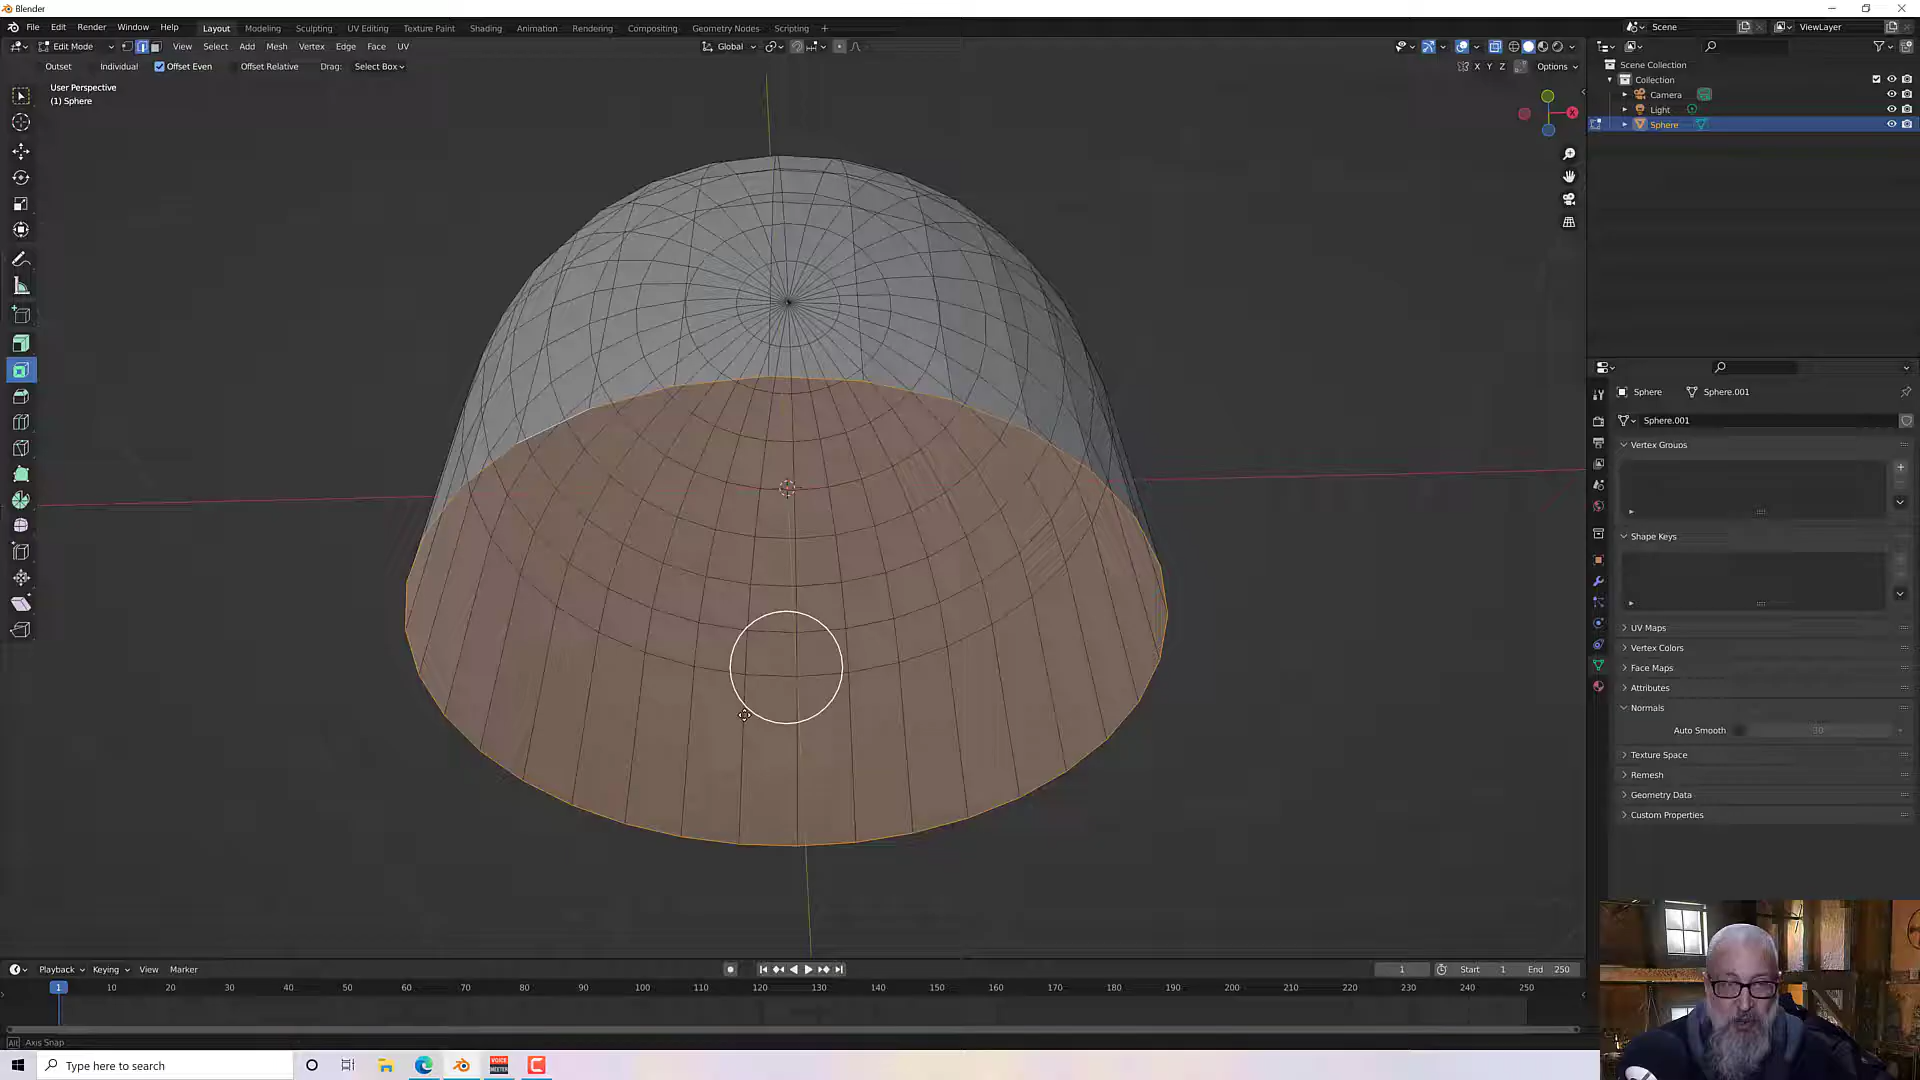 Blender
File Edit Render Window Help Layout Modeling Sculpting UV Editing Texture Paint Shading Animation Rendering Compositing Geometry Nodes Scripting + Scene ViewLayer
Edit Mode View Select Add Mesh Vertex Edge Face UV Global
Outset Individual Offset Even Offset Relative Drag: Select Box X Y Z Options
User Perspective
(1) Sphere
X
Scene Collection
Collection
Camera
Light
Sphere
Sphere Sphere.001
Sphere.001
Vertex Groups
Shape Keys
UV Maps
Vertex Colors
Face Maps
Attributes
Normals
Auto Smooth 30
Texture Space
Remesh
Geometry Data
Custom Properties
Playback Keying View Marker 1 Start 1 End 250
1 10 20 30 40 50 60 70 80 90 100 110 120 130 140 150 160 170 180 190 200 210 220 230 240 250
Alt Axis Snap
Type here to search VOICE MEETER